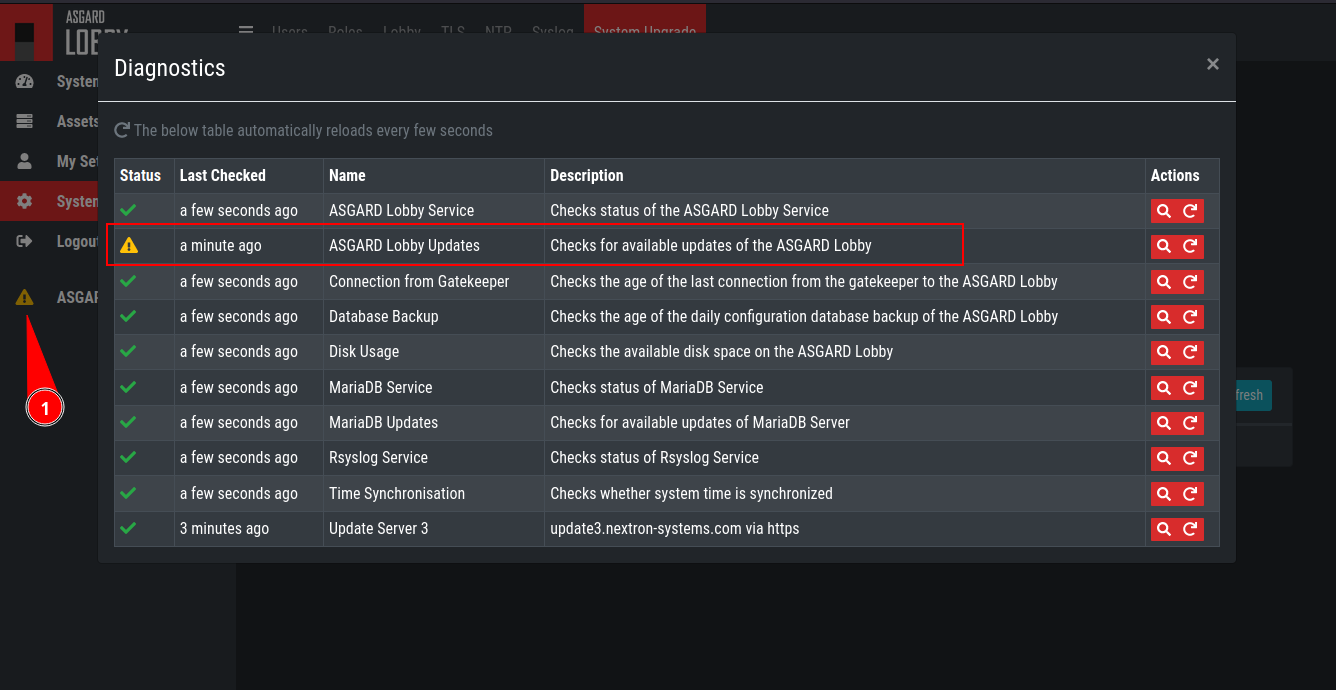 ASGARD
LOBBY
Users Roles Lobby TLS NTP Syslog System Upgrade
Diagnostics ×
The below table automatically reloads every few seconds
System
Assets
My Set
System
Logout
ASGAR
1
fresh
Status Last Checked Name Description Actions
a few seconds ago ASGARD Lobby Service Checks status of the ASGARD Lobby Service
a minute ago ASGARD Lobby Updates Checks for available updates of the ASGARD Lobby
a few seconds ago Connection from Gatekeeper Checks the age of the last connection from the gatekeeper to the ASGARD Lobby
a few seconds ago Database Backup Checks the age of the daily configuration database backup of the ASGARD Lobby
a few seconds ago Disk Usage Checks the available disk space on the ASGARD Lobby
a few seconds ago MariaDB Service Checks status of MariaDB Service
a few seconds ago MariaDB Updates Checks for available updates of MariaDB Server
a few seconds ago Rsyslog Service Checks status of Rsyslog Service
a few seconds ago Time Synchronisation Checks whether system time is synchronized
3 minutes ago Update Server 3 update3.nextron-systems.com via https